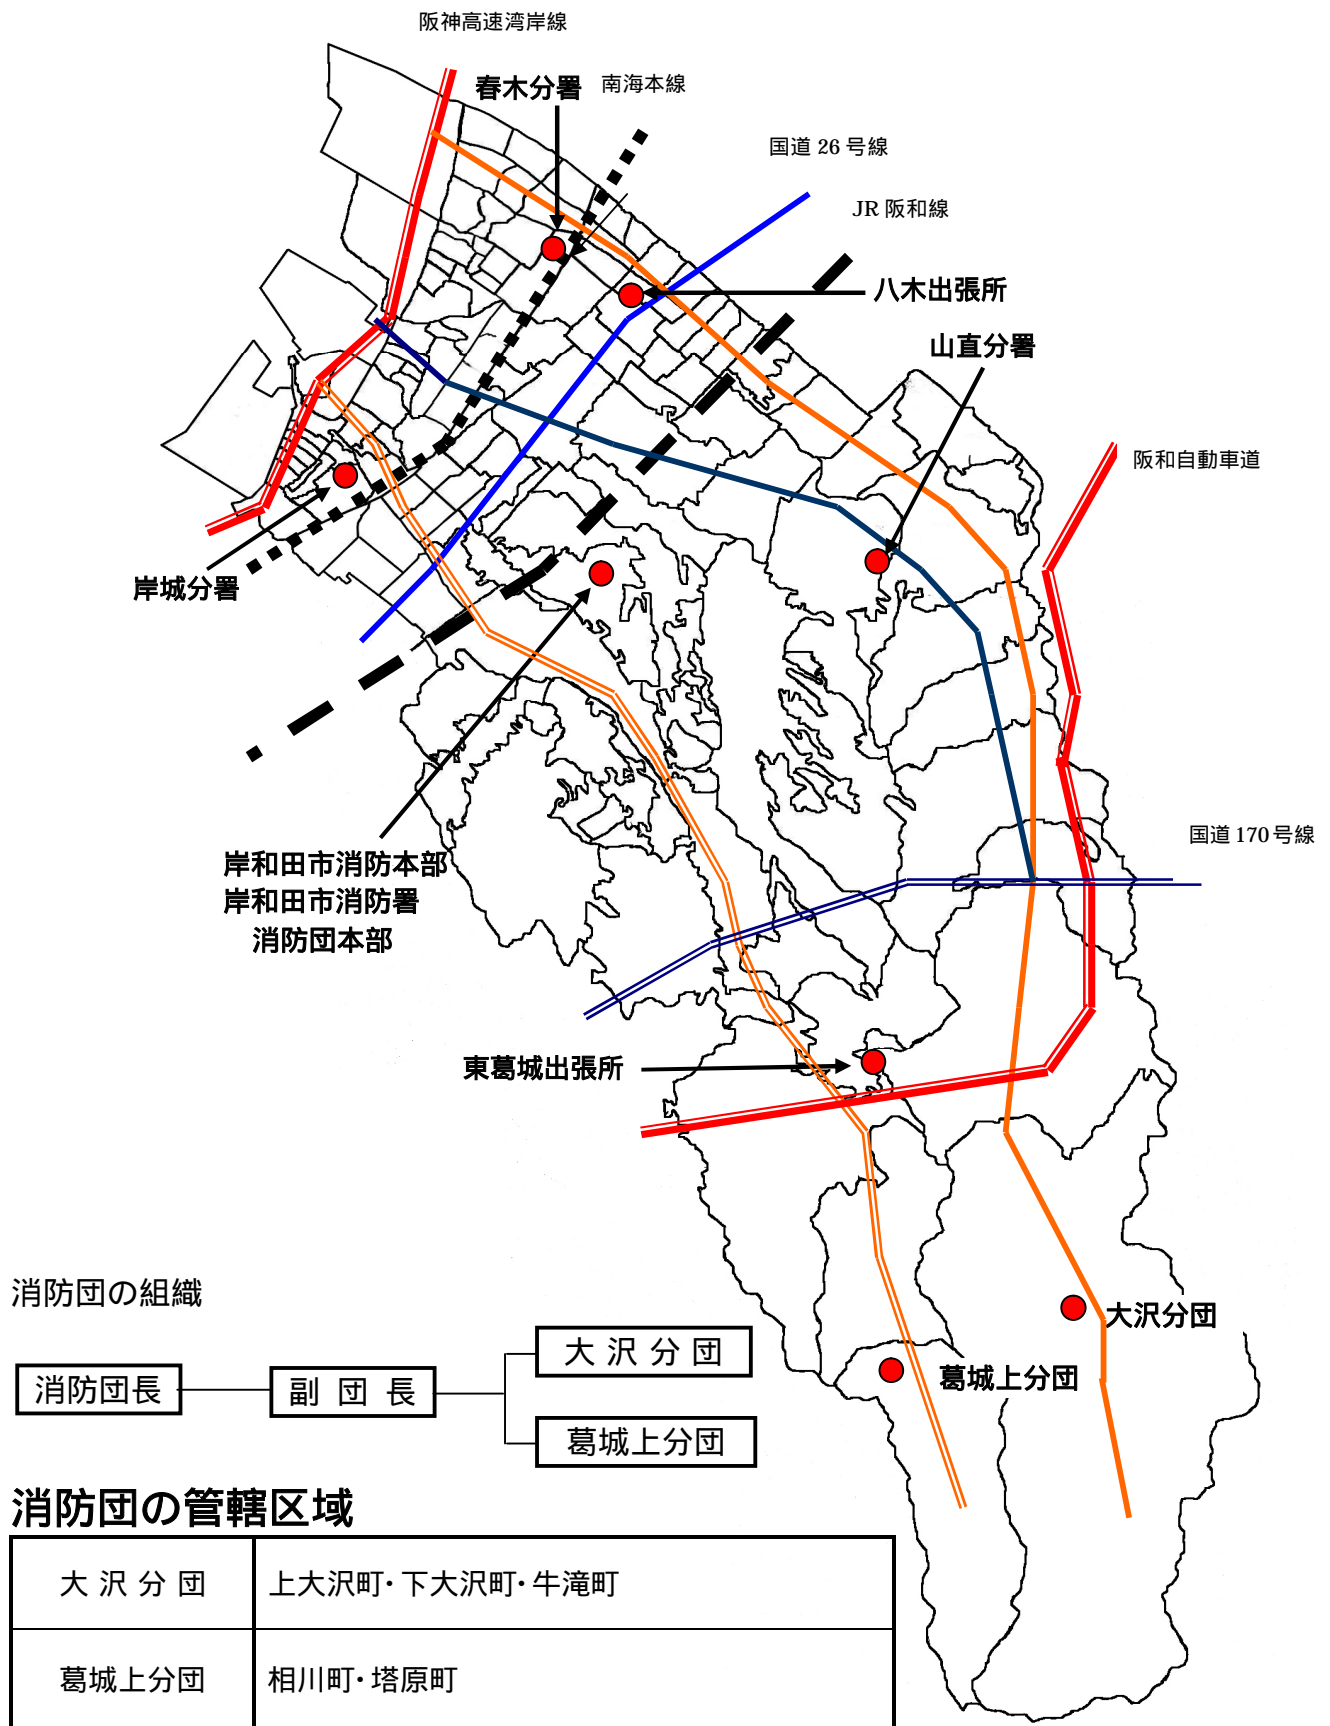 阪神高速湾岸線
春木分署
南海本線
国道 26 号線
JR 阪和線
八木出張所
山直分署
阪和自動車道
岸城分署
国道 170 号線
岸和田市消防本部
岸和田市消防署
消防団本部
東葛城出張所
大沢分団
葛城上分団
消防団の組織
消防団長
副 団 長
大 沢 分 団
葛城上分団
消防団の管轄区域
大 沢 分 団 上大沢町・下大沢町・牛滝町
葛城上分団 相川町・塔原町